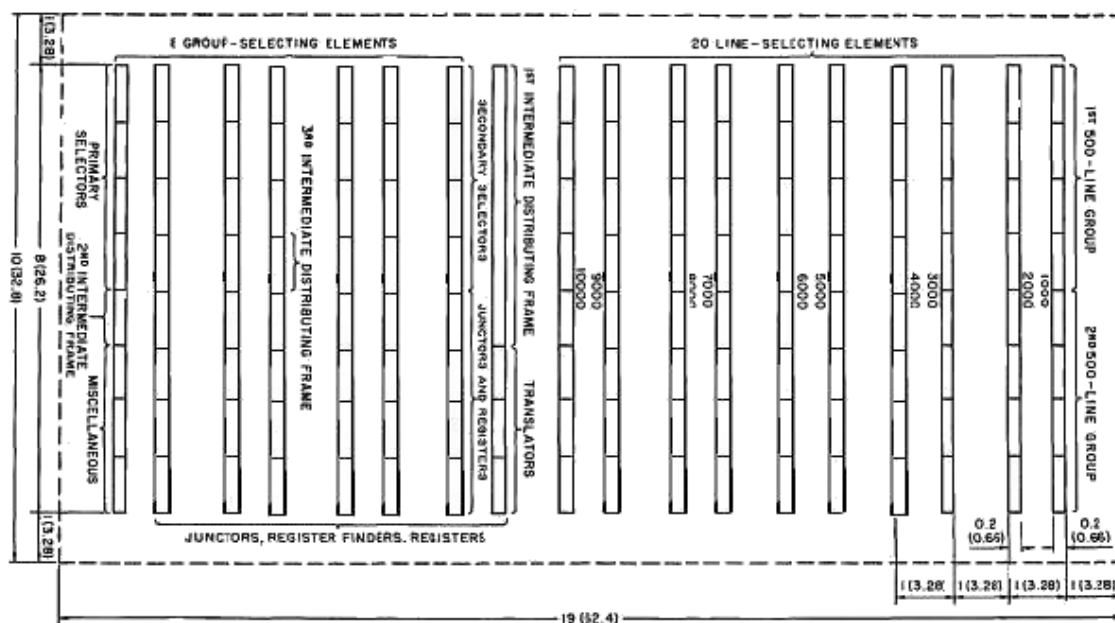 1(3.28)
8 GROUP-SELECTING ELEMENTS
20 LINE-SELECTING ELEMENTS
PRIMARY
SELECTORS
2ND INTERMEDIATE
DISTRIBUTING FRAME
MISCELLANEOUS
10 (32.8)
8 (26.2)
3RD INTERMEDIATE DISTRIBUTING FRAME
SECONDARY SELECTORS
JUNCTORS AND REGISTERS
1ST INTERMEDIATE DISTRIBUTING FRAME
TRANSLATORS
9000
10000
7000
8000
5000
6000
3000
4000
1000
2000
1ST 500-LINE GROUP
2ND 500-LINE GROUP
1(3.28)
JUNCTORS, REGISTER FINDERS, REGISTERS
0.2
(0.66)
0.2
(0.66)
1(3.28)
1(3.28)
1(3.28)
1(3.28)
19 (62.4)